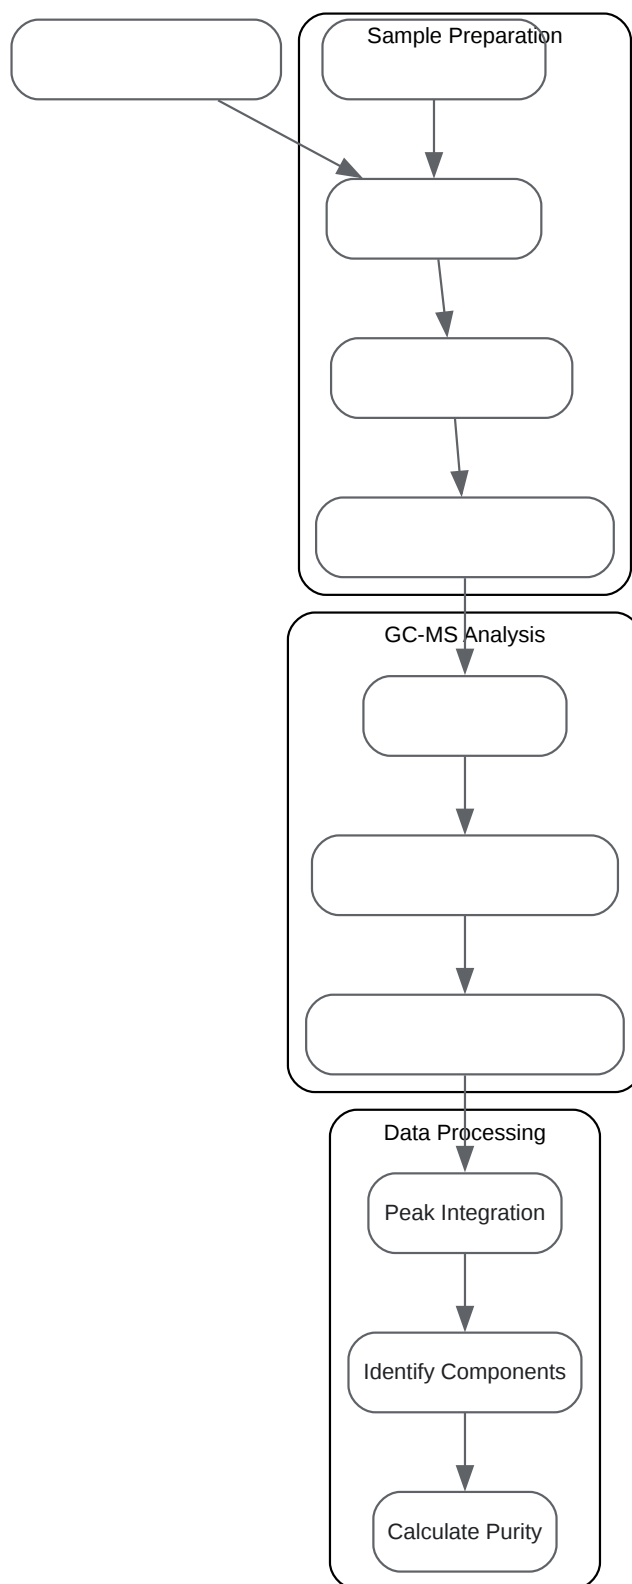 Sample Preparation
GC-MS Analysis
Data Processing
Peak Integration
Identify Components
Calculate Purity